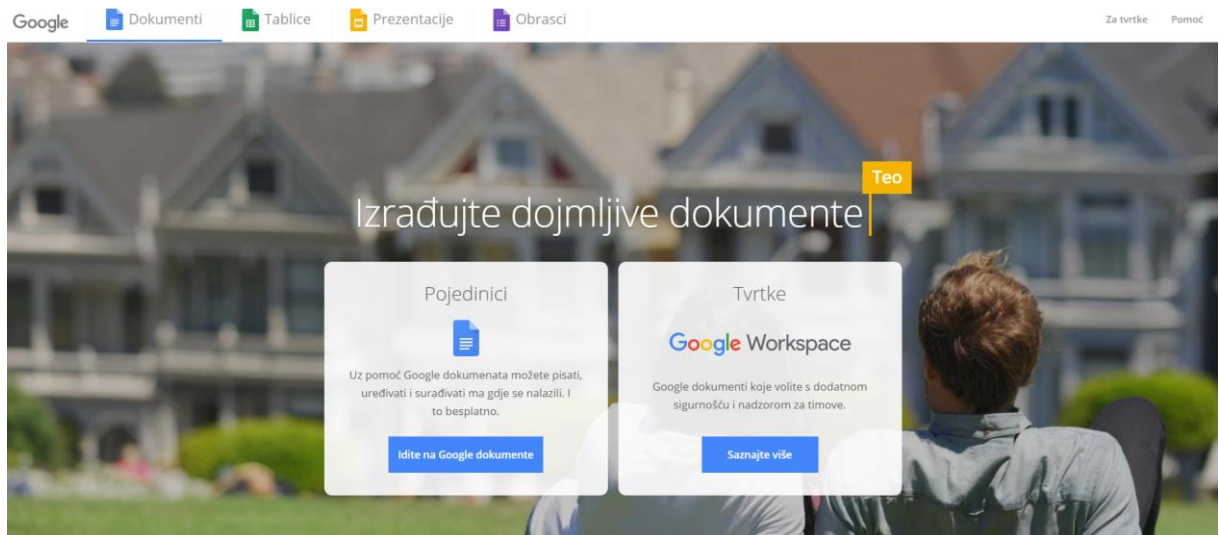 Google Dokumenti Tablice Prezentacije Obrasci Za tvrtke Pomoć
Teo
Izrađujte dojmljive dokumente
Pojedinici
Uz pomoć Google dokumenata možete pisati,
uređivati i surađivati ma gdje se nalazili. I
to besplatno.
Idite na Google dokumente
Tvrtke
Google Workspace
Google dokumenti koje volite s dodatnom
sigurnošću i nadzorom za timove.
Saznajte više